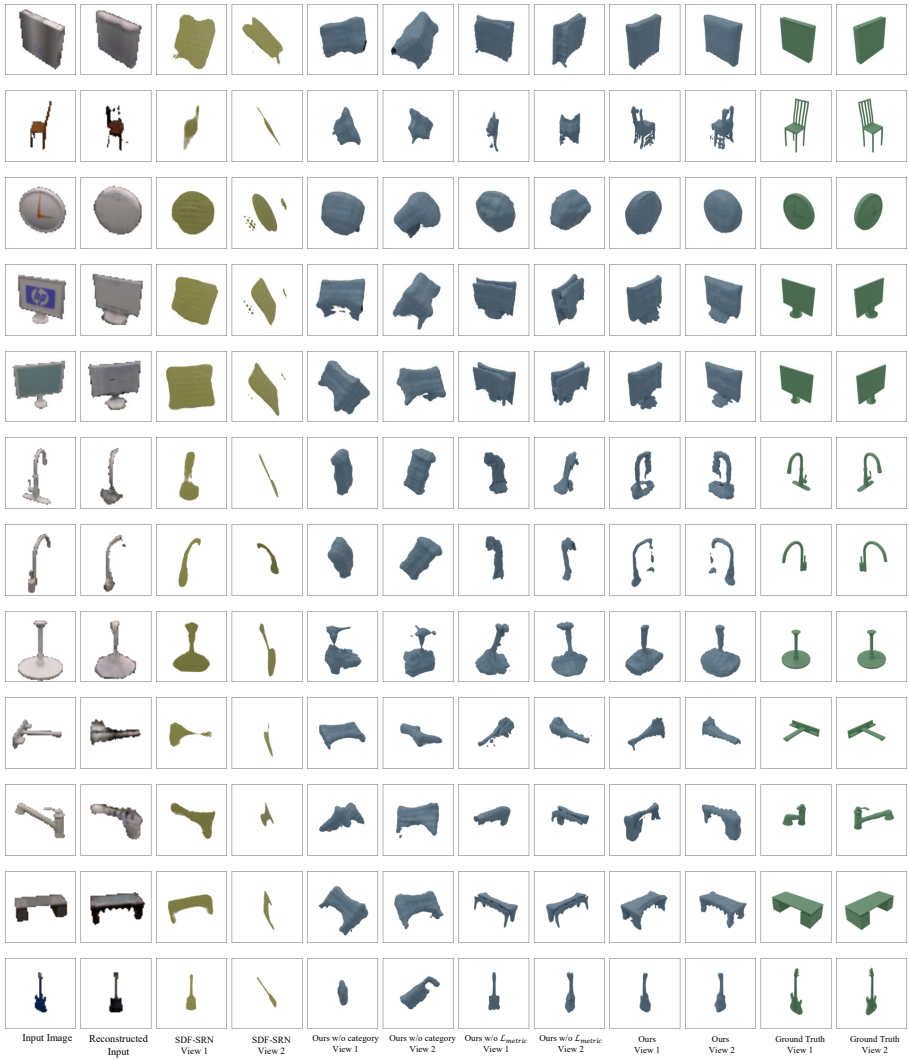 hp
Input Image
Reconstructed
Input
SDF-SRN
View 1
SDF-SRN
View 2
Ours w/o category
View 1
Ours w/o category
View 2
Ours w/o ℒmetric
View 1
Ours w/o ℒmetric
View 2
Ours
View 1
Ours
View 2
Ground Truth
View 1
Ground Truth
View 2